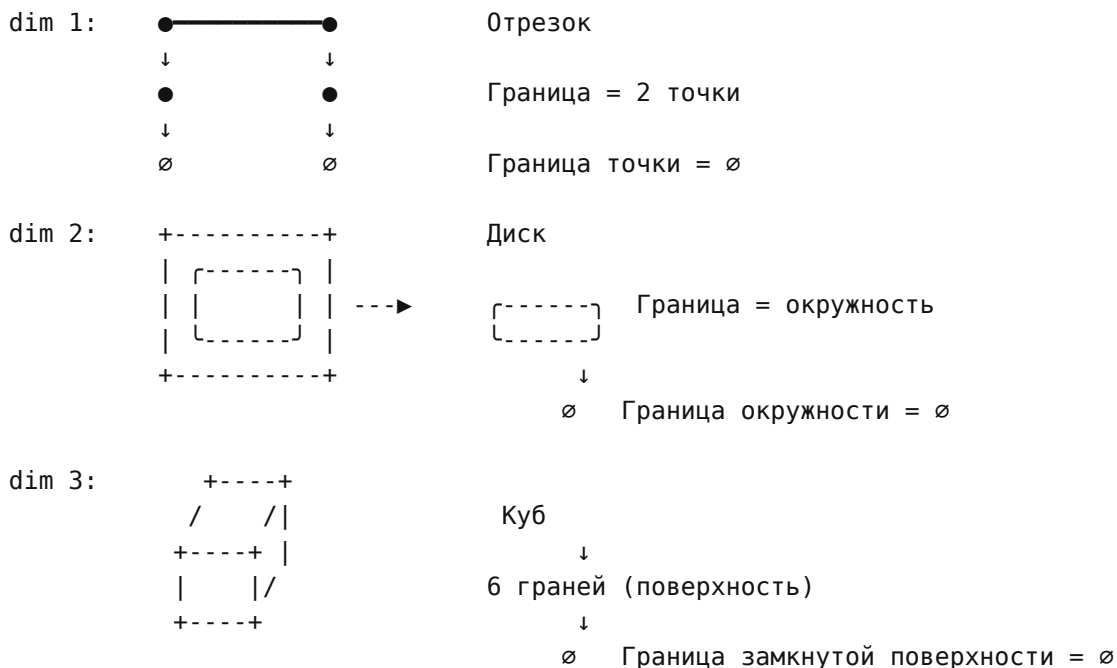 dim 1: ●━━━━━━━━━━● Отрезок
↓ ↓
● ● Граница = 2 точки
↓ ↓
∅ ∅ Граница точки = ∅
dim 2: +----------+ Диск
| ╭------╮ |
| | | | ---▶ ╭------╮ Граница = окружность
| ╰------╯ | ╰------╯
+----------+ ↓
∅ Граница окружности = ∅
dim 3: +----+
/ /| Куб
+----+ | ↓
| |/ 6 граней (поверхность)
+----+ ↓
∅ Граница замкнутой поверхности = ∅